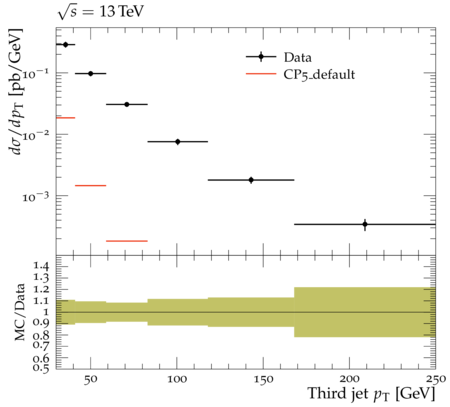 √s = 13 TeV
dσ/dpT [pb/GeV]
10−1
10−2
10−3
Data
CP5_default
MC/Data
1.4
1.3
1.2
1.1
1
0.9
0.8
0.7
0.6
0.5
50 100 150 200 250
Third jet pT [GeV]